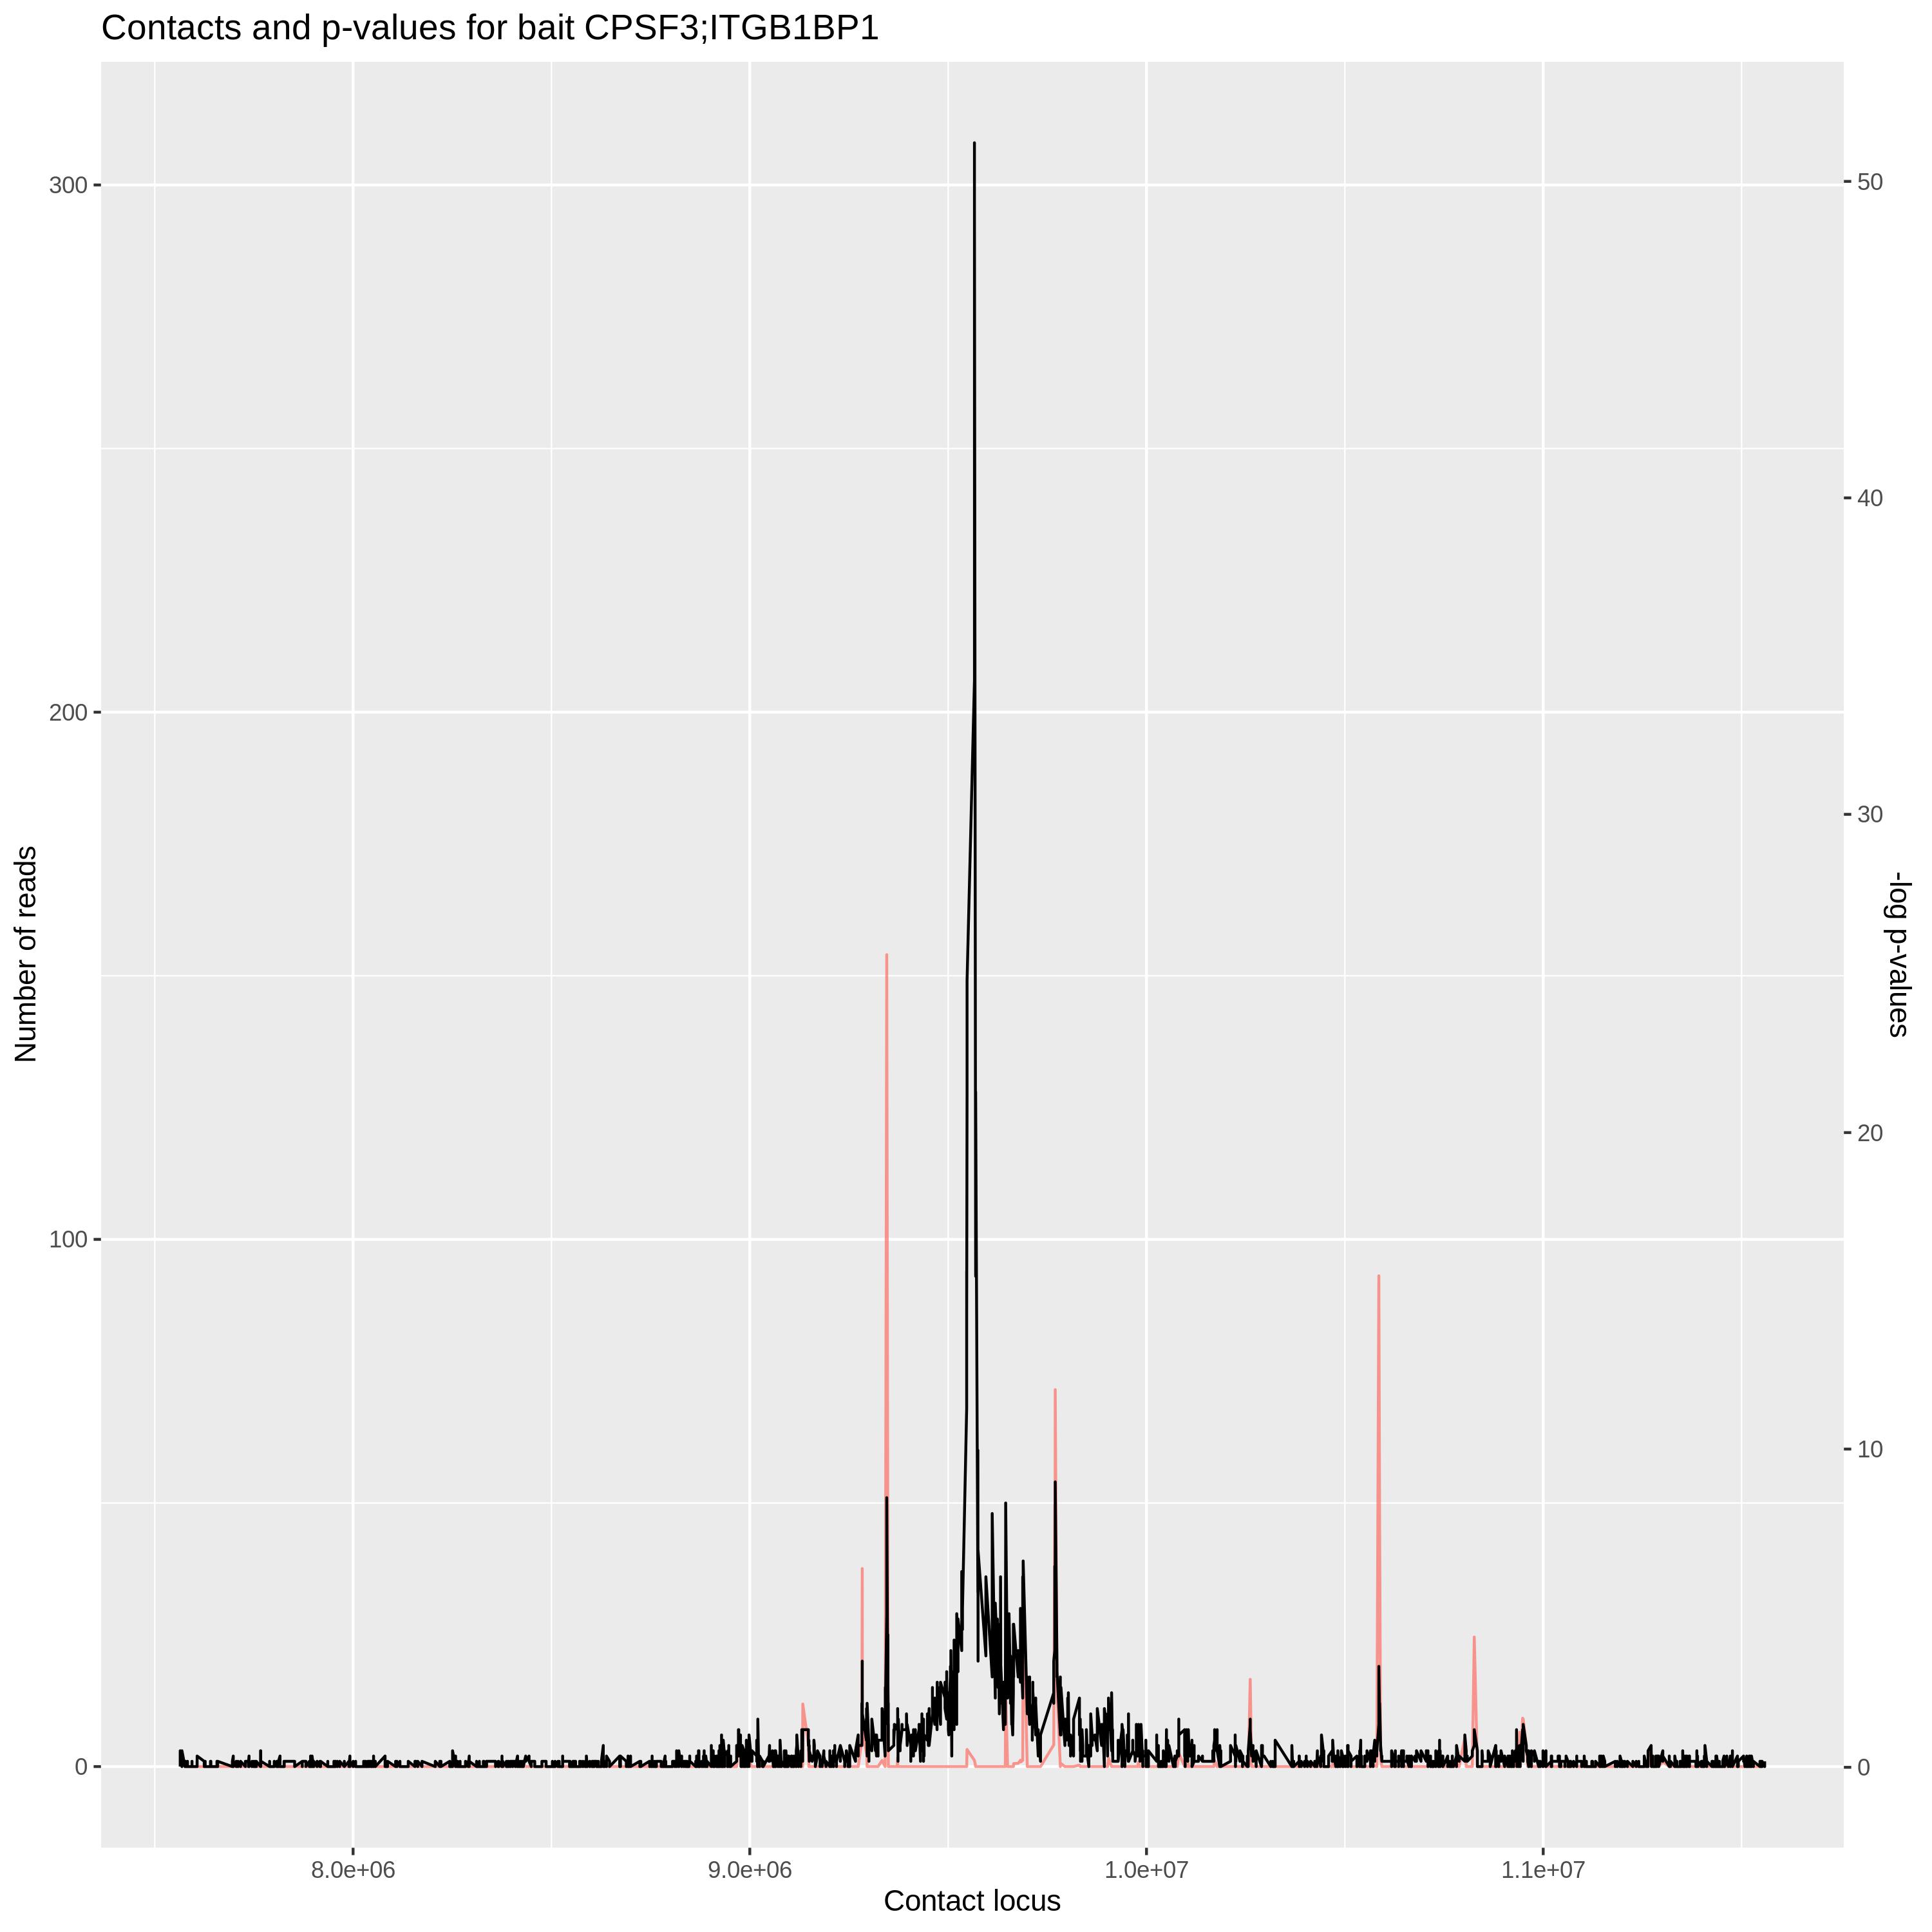 Contacts and p-values for bait CPSF3;ITGB1BP1
300
200
100
0
Number of reads
50
40
30
20
10
0
-log p-values
8.0e+06
9.0e+06
1.0e+07
1.1e+07
Contact locus